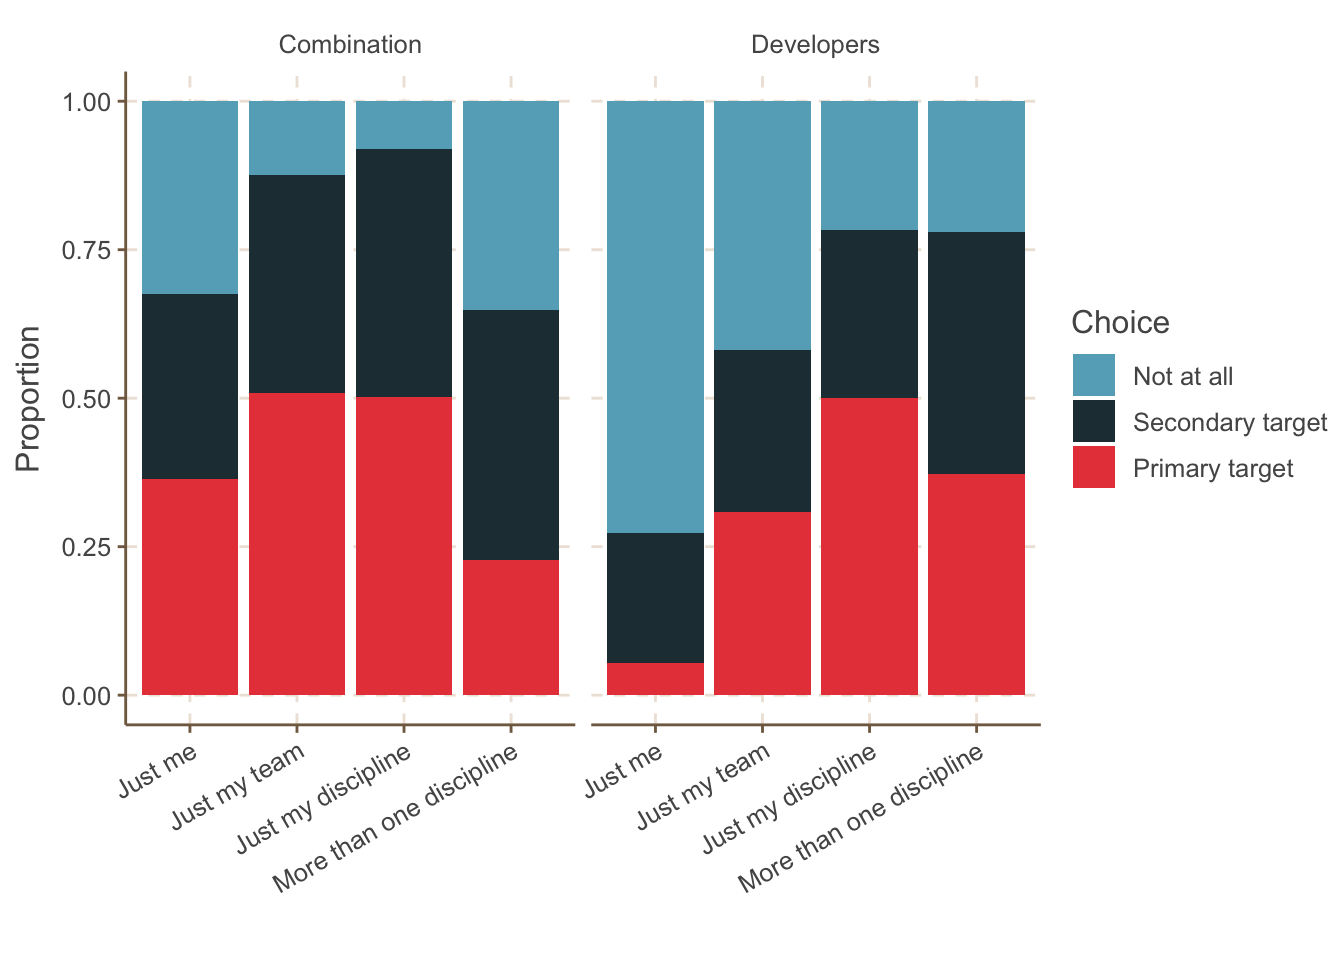 Combination
Developers
1.00
0.75
0.50
0.25
0.00
Proportion
Just me
Just my team
Just my discipline
More than one discipline
Just me
Just my team
Just my discipline
More than one discipline
Choice
Not at all
Secondary target
Primary target